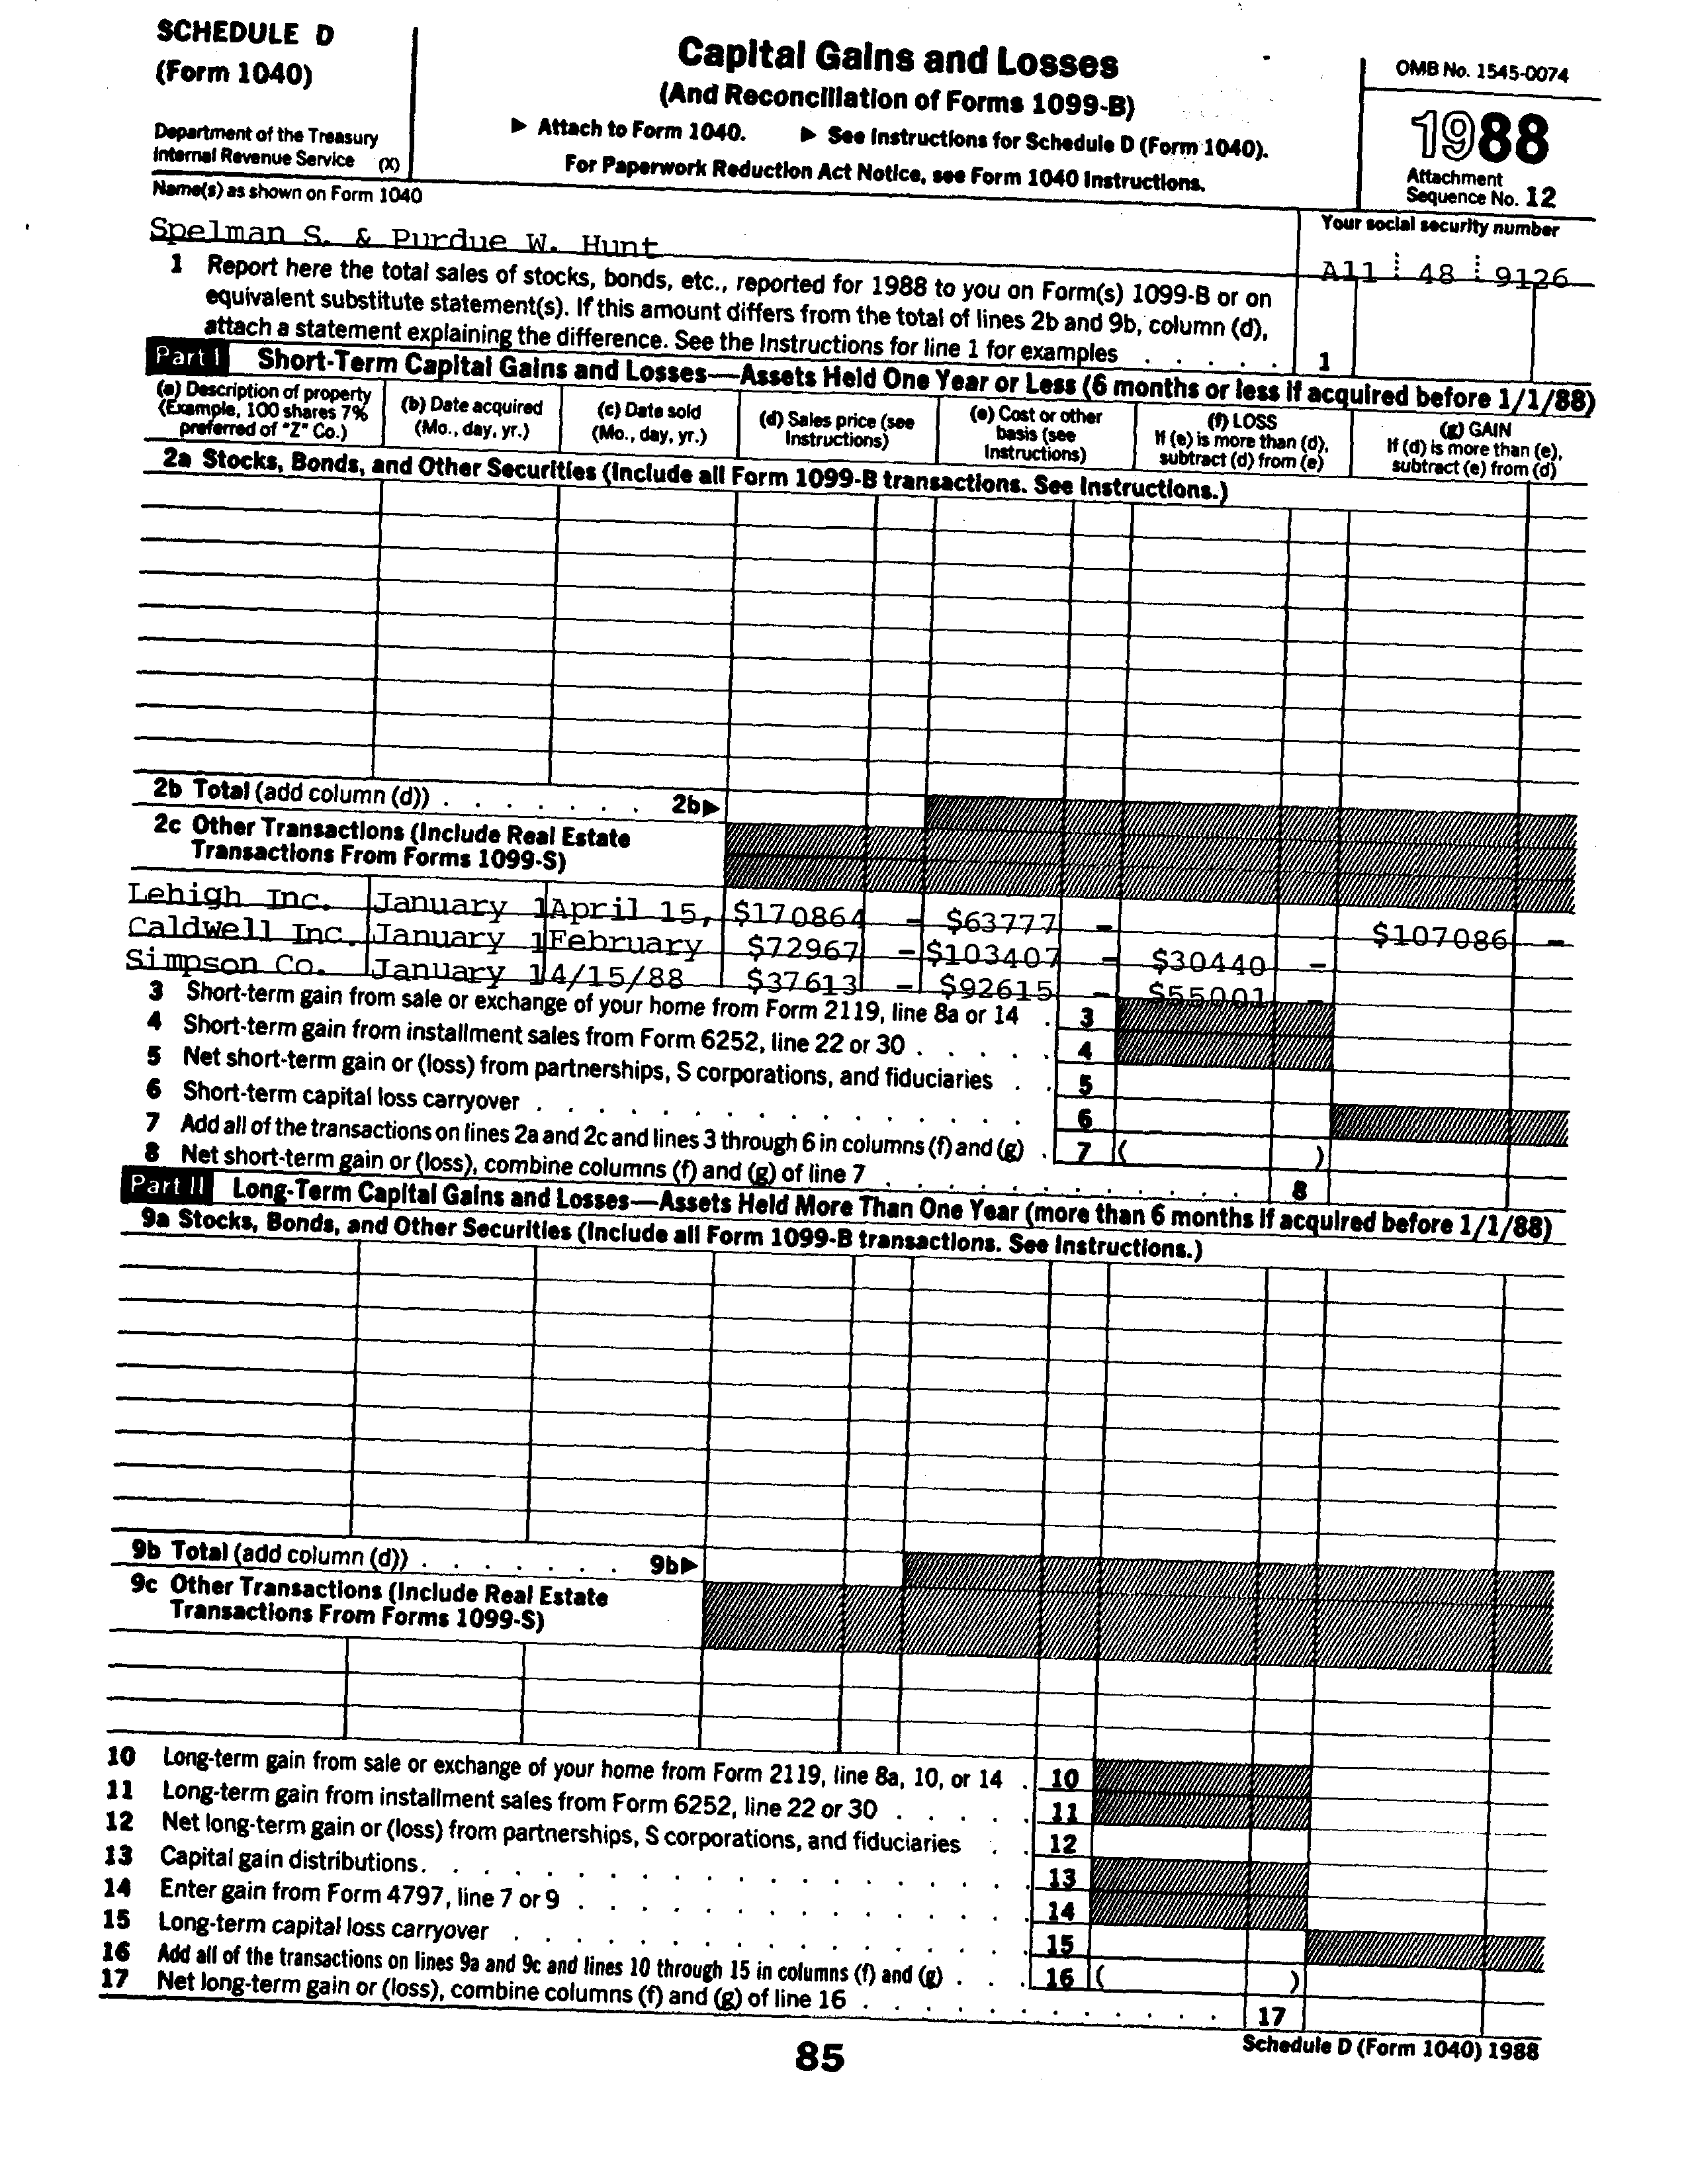 SCHEDULE D
(Form 1040)
Department of the Treasury
Internal Revenue Service (X)
Capital Gains and Losses
(And Reconciliation of Forms 1099-B)
▶ Attach to Form 1040. ▶ See Instructions for Schedule D (Form 1040).
For Paperwork Reduction Act Notice, see Form 1040 Instructions.
OMB No. 1545-0074
1988
Attachment
Sequence No. 12
Name(s) as shown on Form 1040
Your social security number
Spelman S. & Purdue W. Hunt
A11 48 9126
1 Report here the total sales of stocks, bonds, etc., reported for 1988 to you on Form(s) 1099-B or on
equivalent substitute statement(s). If this amount differs from the total of lines 2b and 9b, column (d),
attach a statement explaining the difference. See the Instructions for line 1 for examples . . . . . 1
Part I Short-Term Capital Gains and Losses—Assets Held One Year or Less (6 months or less if acquired before 1/1/88)
(a) Description of property
(Example, 100 shares 7%
preferred of "Z" Co.)
(b) Date acquired
(Mo., day, yr.)
(c) Date sold
(Mo., day, yr.)
(d) Sales price (see
Instructions)
(e) Cost or other
basis (see
Instructions)
(f) LOSS
If (e) is more than (d),
subtract (d) from (e)
(g) GAIN
If (d) is more than (e),
subtract (e) from (d)
2a Stocks, Bonds, and Other Securities (Include all Form 1099-B transactions. See Instructions.)
2b Total (add column (d)) . . . . . . . 2b▶
2c Other Transactions (Include Real Estate
Transactions From Forms 1099-S)
Lehigh Inc. January 1 April 15, $170864 - $63777 - $107086 -
Caldwell Inc. January 1 February $72967 - $103407 - $30440 -
Simpson Co. January 1 4/15/88 $37613 - $92615 - $55001 -
3 Short-term gain from sale or exchange of your home from Form 2119, line 8a or 14 . 3
4 Short-term gain from installment sales from Form 6252, line 22 or 30 . . . . . 4
5 Net short-term gain or (loss) from partnerships, S corporations, and fiduciaries . . 5
6 Short-term capital loss carryover . . . . . . . . . . . . . . . . 6
7 Add all of the transactions on lines 2a and 2c and lines 3 through 6 in columns (f) and (g) . 7 ( )
8 Net short-term gain or (loss), combine columns (f) and (g) of line 7 . . . . . . . . . . . . 8
Part II Long-Term Capital Gains and Losses—Assets Held More Than One Year (more than 6 months if acquired before 1/1/88)
9a Stocks, Bonds, and Other Securities (Include all Form 1099-B transactions. See Instructions.)
9b Total (add column (d)) . . . . . . . 9b▶
9c Other Transactions (Include Real Estate
Transactions From Forms 1099-S)
10 Long-term gain from sale or exchange of your home from Form 2119, line 8a, 10, or 14 . 10
11 Long-term gain from installment sales from Form 6252, line 22 or 30 . . . . . 11
12 Net long-term gain or (loss) from partnerships, S corporations, and fiduciaries . . 12
13 Capital gain distributions . . . . . . . . . . . . . . . . . . . 13
14 Enter gain from Form 4797, line 7 or 9 . . . . . . . . . . . . . . 14
15 Long-term capital loss carryover . . . . . . . . . . . . . . . . 15
16 Add all of the transactions on lines 9a and 9c and lines 10 through 15 in columns (f) and (g) . . . 16 ( )
17 Net long-term gain or (loss), combine columns (f) and (g) of line 16 . . . . . . . . . . . . 17
85
Schedule D (Form 1040) 1988